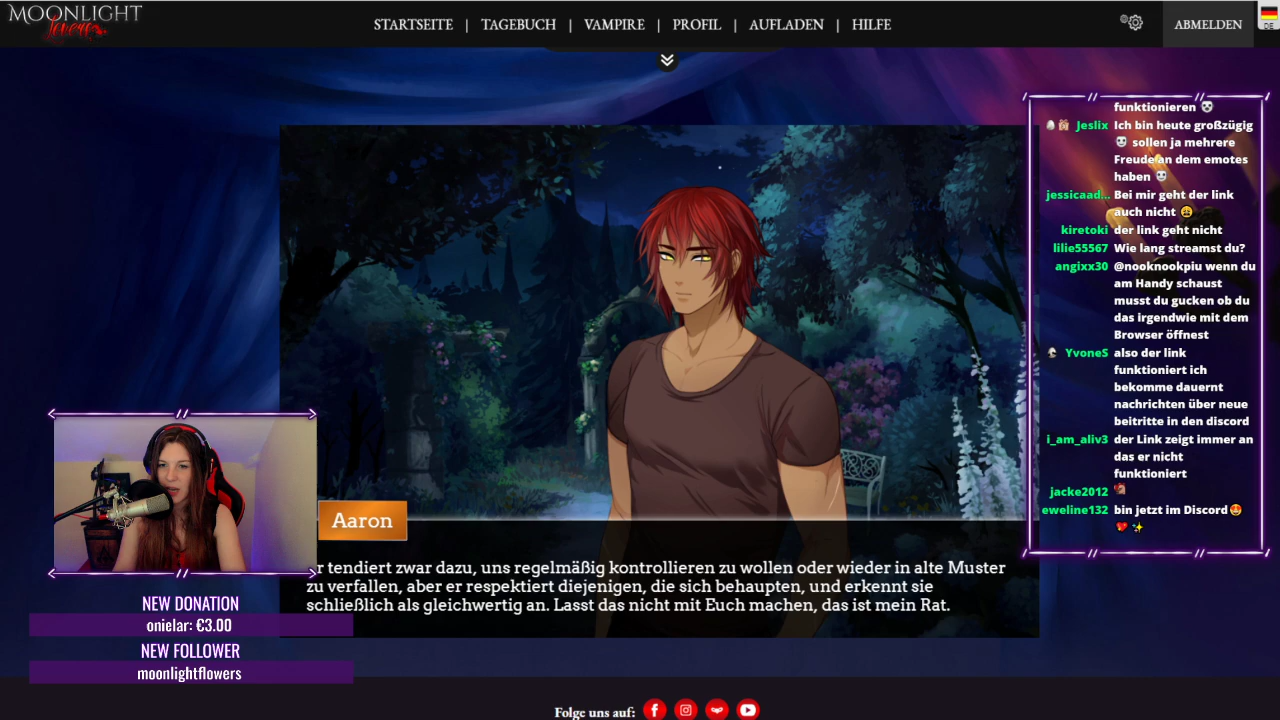 MOONLIGHT
Lovers
STARTSEITE | TAGEBUCH | VAMPIRE | PROFIL | AUFLADEN | HILFE
ABMELDEN
DE
funktionieren
Jeslix Ich bin heute großzügig
sollen ja mehrere
Freude an dem emotes
haben
jessicaad... Bei mir geht der link
auch nicht
kiretoki der link geht nicht
lilie55567 Wie lang streamst du?
angixx30 @nooknookpiu wenn du
am Handy schaust
musst du gucken ob du
das irgendwie mit dem
Browser öffnest
YvoneS also der link
funktioniert ich
bekomme dauernt
nachrichten über neue
beitritte in den discord
i_am_aliv3 der Link zeigt immer an
das er nicht
funktioniert
jacke2012
eweline132 bin jetzt im Discord
Aaron
r tendiert zwar dazu, uns regelmäßig kontrollieren zu wollen oder wieder in alte Muster
zu verfallen, aber er respektiert diejenigen, die sich behaupten, und erkennt sie
schließlich als gleichwertig an. Lasst das nicht mit Euch machen, das ist mein Rat.
NEW DONATION
onielar: €3.00
NEW FOLLOWER
moonlightflowers
Folge uns auf: